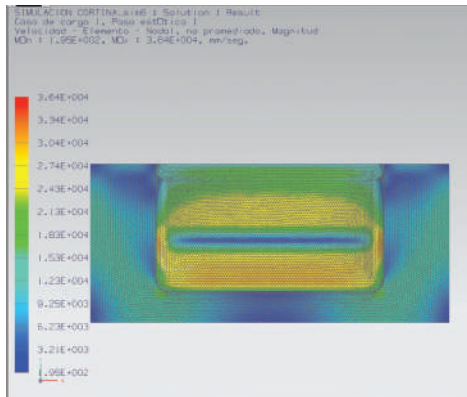 SIMULACION CORTINA.sim6 : Solution 1 Result
Caso de carga 1, Paso estático 1
Velocidad - Elemento - Nodal, no promediado, Magnitud
Mín : 1.95E+002, Máx : 3.64E+004, mm/seg.
3.64E+004
3.34E+004
3.04E+004
2.74E+004
2.43E+004
2.13E+004
1.83E+004
1.53E+004
1.23E+004
9.25E+003
6.23E+003
3.21E+003
1.95E+002